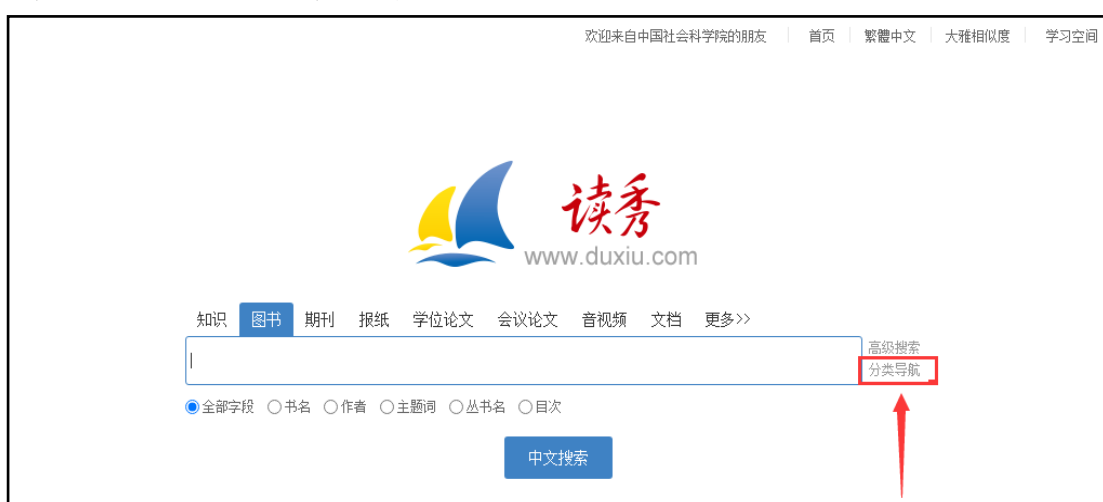 欢迎来自中国社会科学院的朋友 首页 繁體中文 大雅相似度 学习空间
读秀
www.duxiu.com
知识 图书 期刊 报纸 学位论文 会议论文 音视频 文档 更多>>
高级搜索
分类导航
全部字段 书名 作者 主题词 丛书名 目次
中文搜索